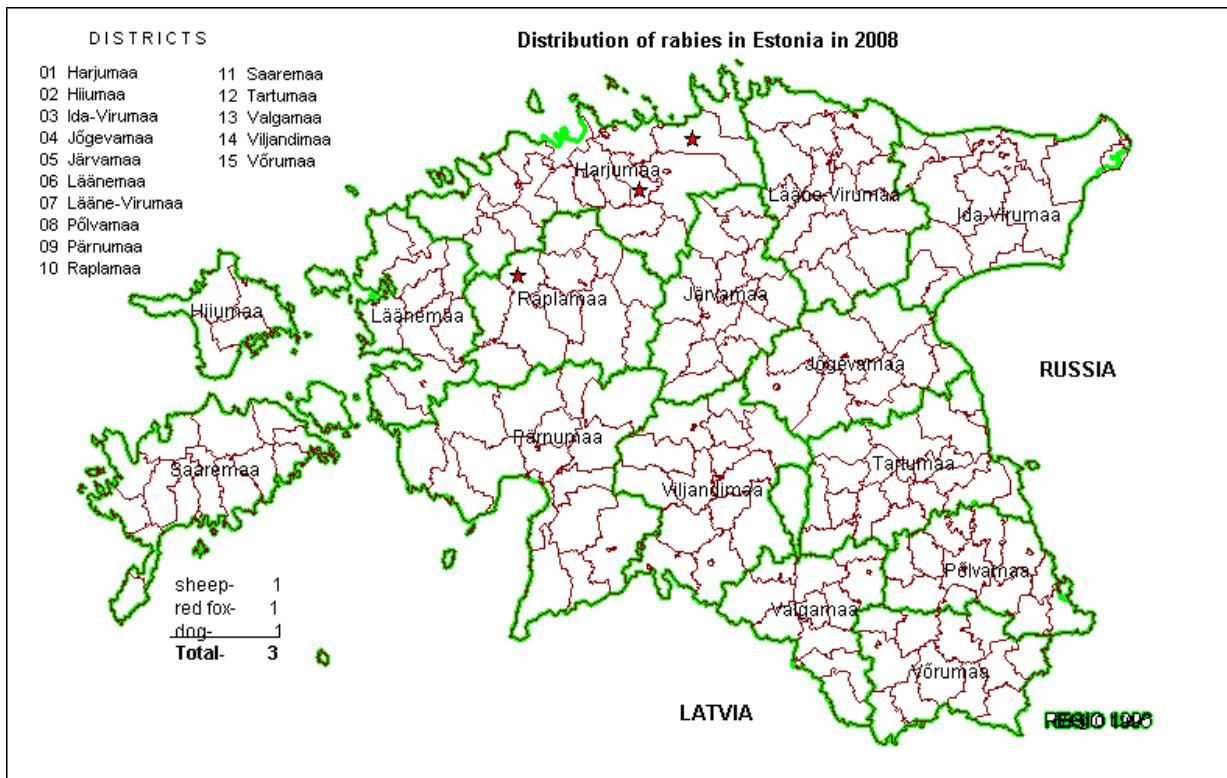 DISTRICTS
Distribution of rabies in Estonia in 2008
01 Harjumaa
02 Hiiumaa
03 Ida-Virumaa
04 Jõgevamaa
05 Järvamaa
06 Läänemaa
07 Lääne-Virumaa
08 Põlvamaa
09 Pärnumaa
10 Raplamaa
11 Saaremaa
12 Tartumaa
13 Valgamaa
14 Viljandimaa
15 Võrumaa
Harjumaa
Lääne-Virumaa
Ida-Virumaa
Hiiumaa
Läänemaa
Raplamaa
Järvamaa
Jõgevamaa
RUSSIA
Pärnumaa
Saaremaa
Tartumaa
Viljandimaa
Põlvamaa
Valgamaa
Võrumaa
LATVIA
sheep- 1
red fox- 1
dog- 1
Total- 3
REGIO